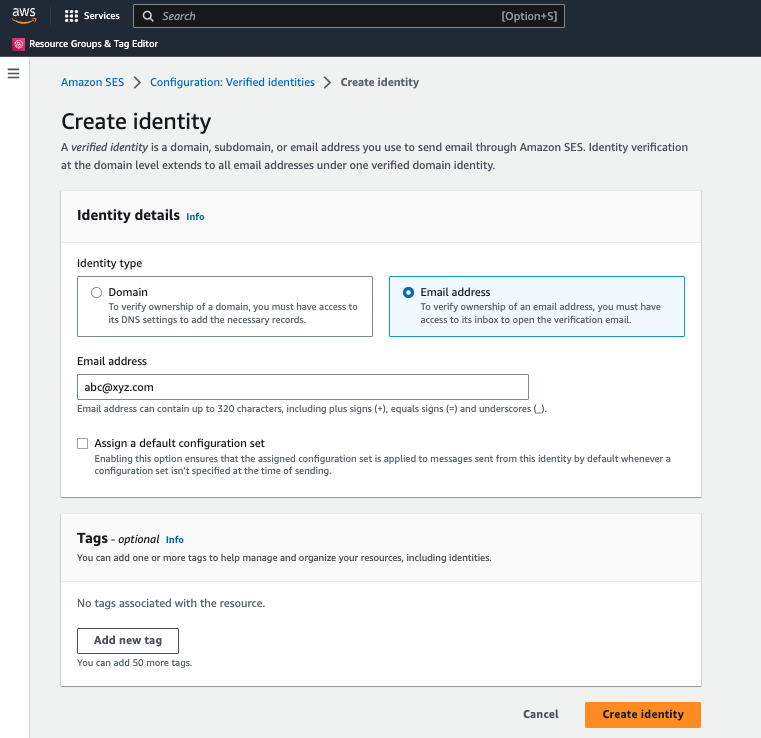 aws
Services
Search
[Option+S]
Resource Groups & Tag Editor
Amazon SES > Configuration: Verified identities > Create identity
Create identity
A verified identity is a domain, subdomain, or email address you use to send email through Amazon SES. Identity verification
at the domain level extends to all email addresses under one verified domain identity.
Identity details Info
Identity type
Domain
To verify ownership of a domain, you must have access to
its DNS settings to add the necessary records.
Email address
To verify ownership of an email address, you must have
access to its inbox to open the verification email.
Email address
abc@xyz.com
Email address can contain up to 320 characters, including plus signs (+), equals signs (=) and underscores (_).
Assign a default configuration set
Enabling this option ensures that the assigned configuration set is applied to messages sent from this identity by default whenever a
configuration set isn't specified at the time of sending.
Tags - optional Info
You can add one or more tags to help manage and organize your resources, including identities.
No tags associated with the resource.
Add new tag
You can add 50 more tags.
Cancel
Create identity